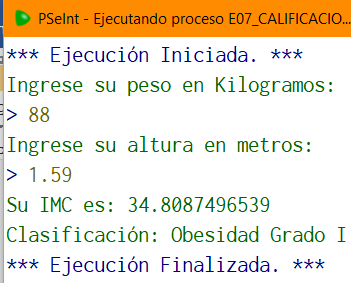 PSeInt - Ejecutando proceso E07_CALIFICACIO...
*** Ejecución Iniciada. ***
Ingrese su peso en Kilogramos:
> 88
Ingrese su altura en metros:
> 1.59
Su IMC es: 34.8087496539
Clasificación: Obesidad Grado I
*** Ejecución Finalizada. ***